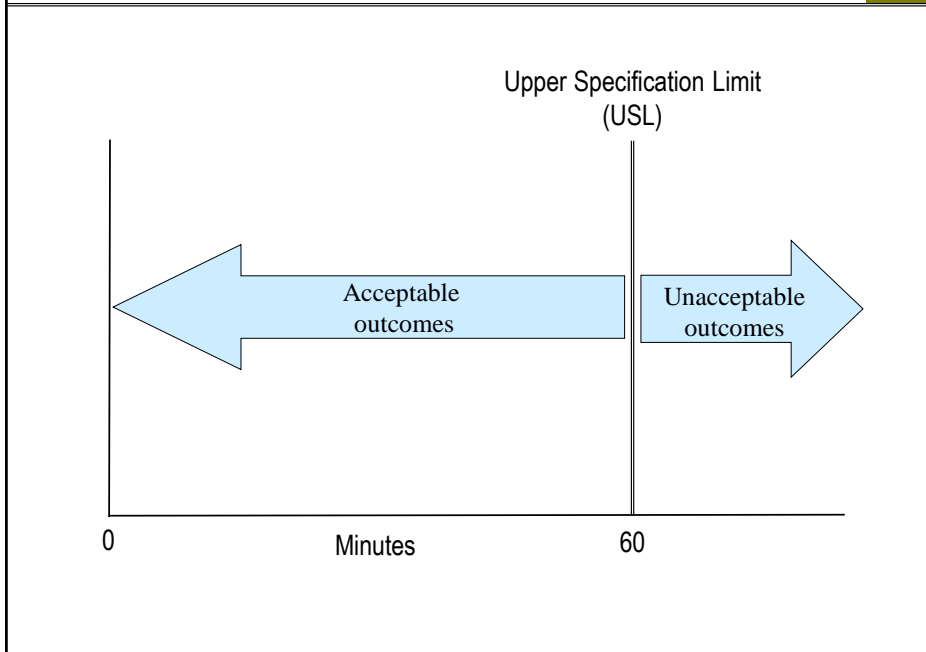 Upper Specification Limit
(USL)
Acceptable
outcomes
Unacceptable
outcomes
0
Minutes
60